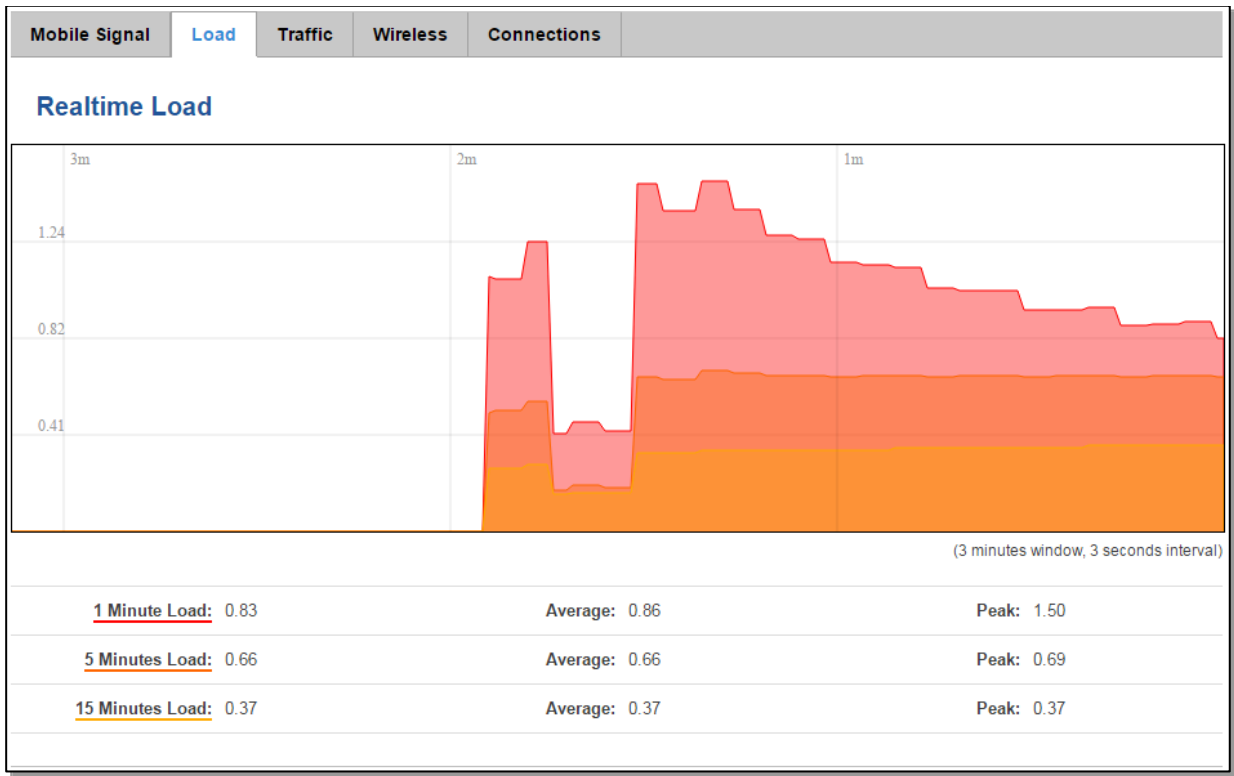 Mobile Signal Load Traffic Wireless Connections
Realtime Load
3m 2m 1m
1.24
0.82
0.41
(3 minutes window, 3 seconds interval)
1 Minute Load: 0.83 Average: 0.86 Peak: 1.50
5 Minutes Load: 0.66 Average: 0.66 Peak: 0.69
15 Minutes Load: 0.37 Average: 0.37 Peak: 0.37